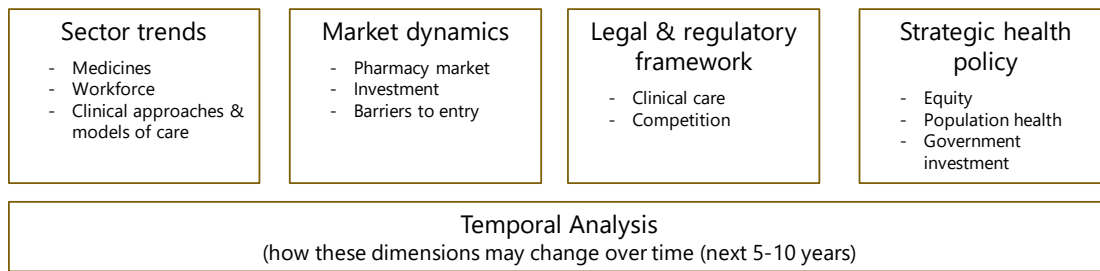 Sector trends
- Medicines
- Workforce
- Clinical approaches &
models of care
Market dynamics
- Pharmacy market
- Investment
- Barriers to entry
Legal & regulatory
framework
- Clinical care
- Competition
Strategic health
policy
- Equity
- Population health
- Government
investment
Temporal Analysis
(how these dimensions may change over time (next 5-10 years)